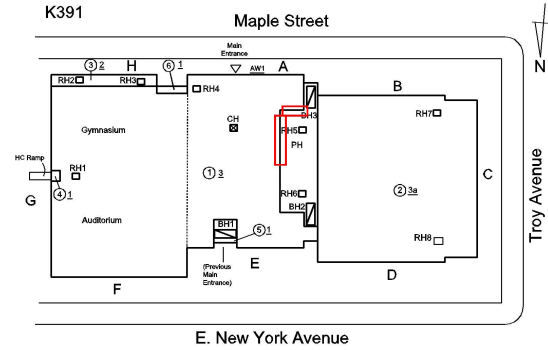 K391
Maple Street
Main
Entrance
H
③ 2
⑥ 1
AW1
A
N
RH2
RH3
RH4
B
BH3
RH7
Gymnasium
CH
RH5
PH
HC Ramp
RH1
① 3
② 3a
C
G
④ 1
RH6
BH2
Auditorium
BH1
⑤ 1
RH8
(Previous
Main
Entrance)
E
F
D
Troy Avenue
E. New York Avenue